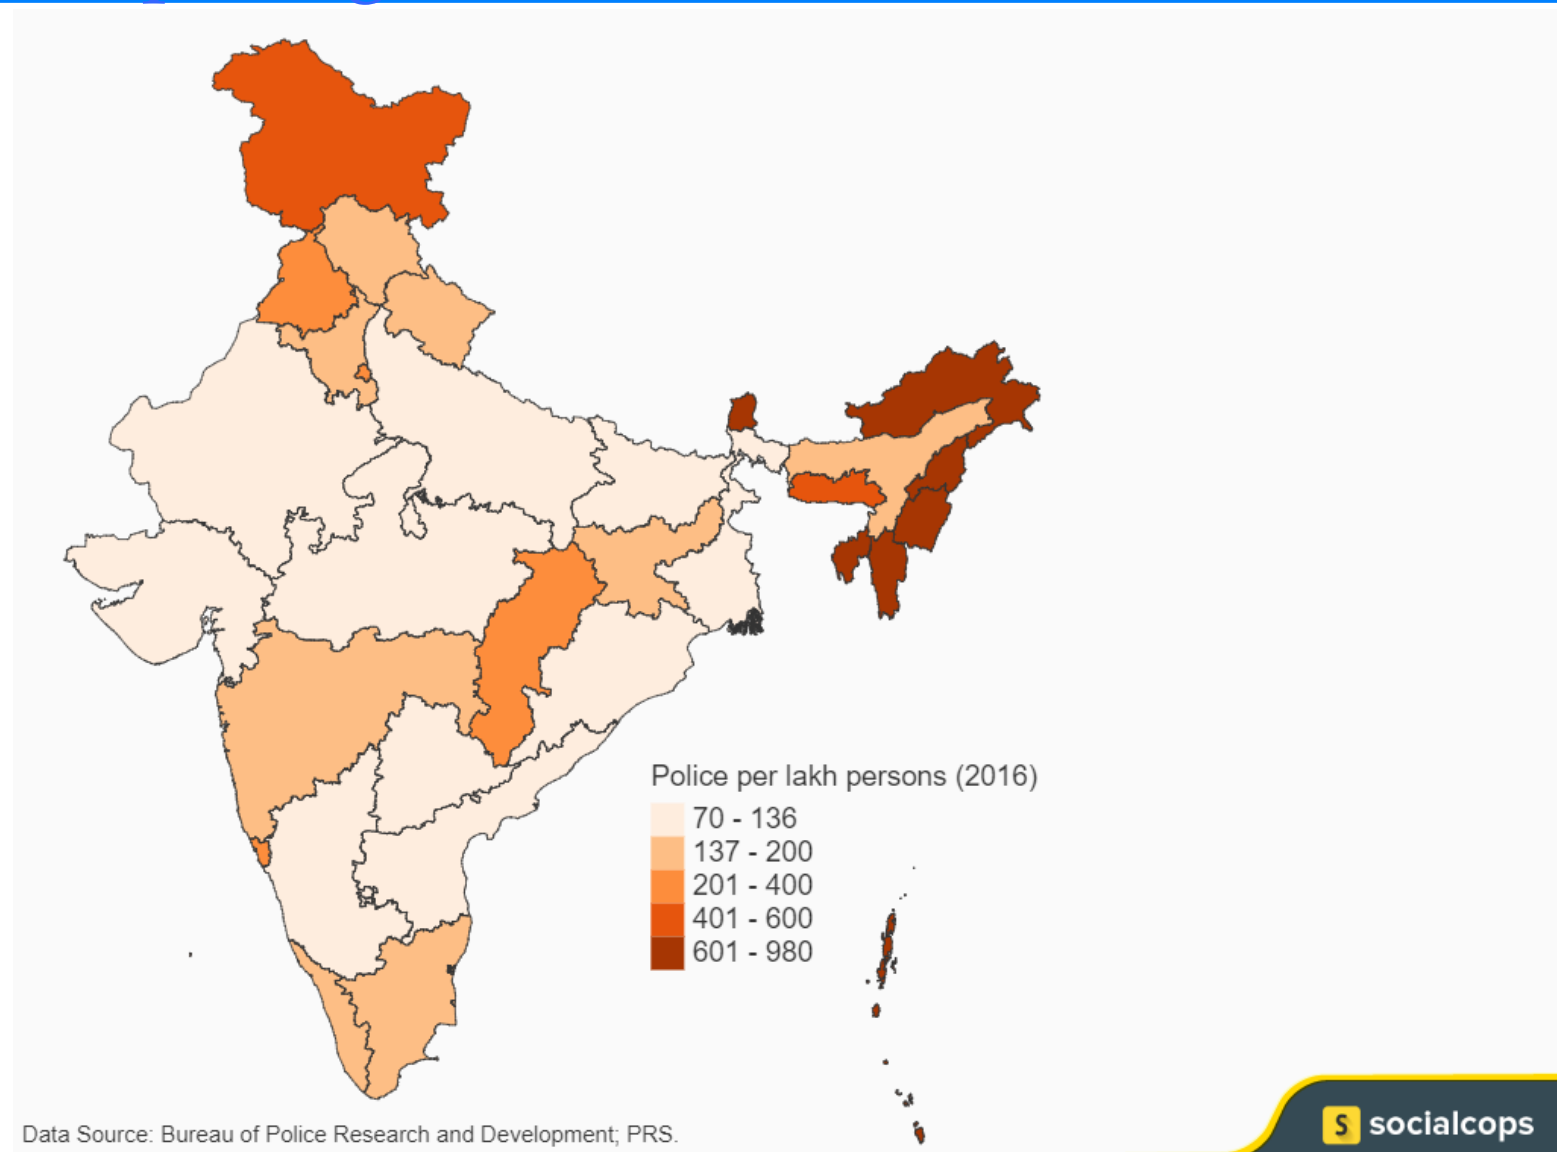 Police per lakh persons (2016)
70 - 136
137 - 200
201 - 400
401 - 600
601 - 980
Data Source: Bureau of Police Research and Development; PRS.
S socialcops